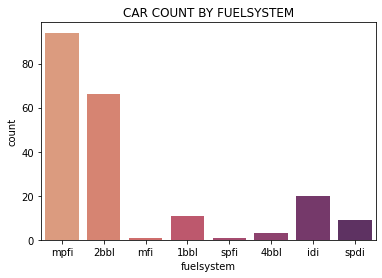 CAR COUNT BY FUELSYSTEM
80
60
40
20
0
count
mpfi 2bbl mfi 1bbl spfi 4bbl idi spdi
fuelsystem